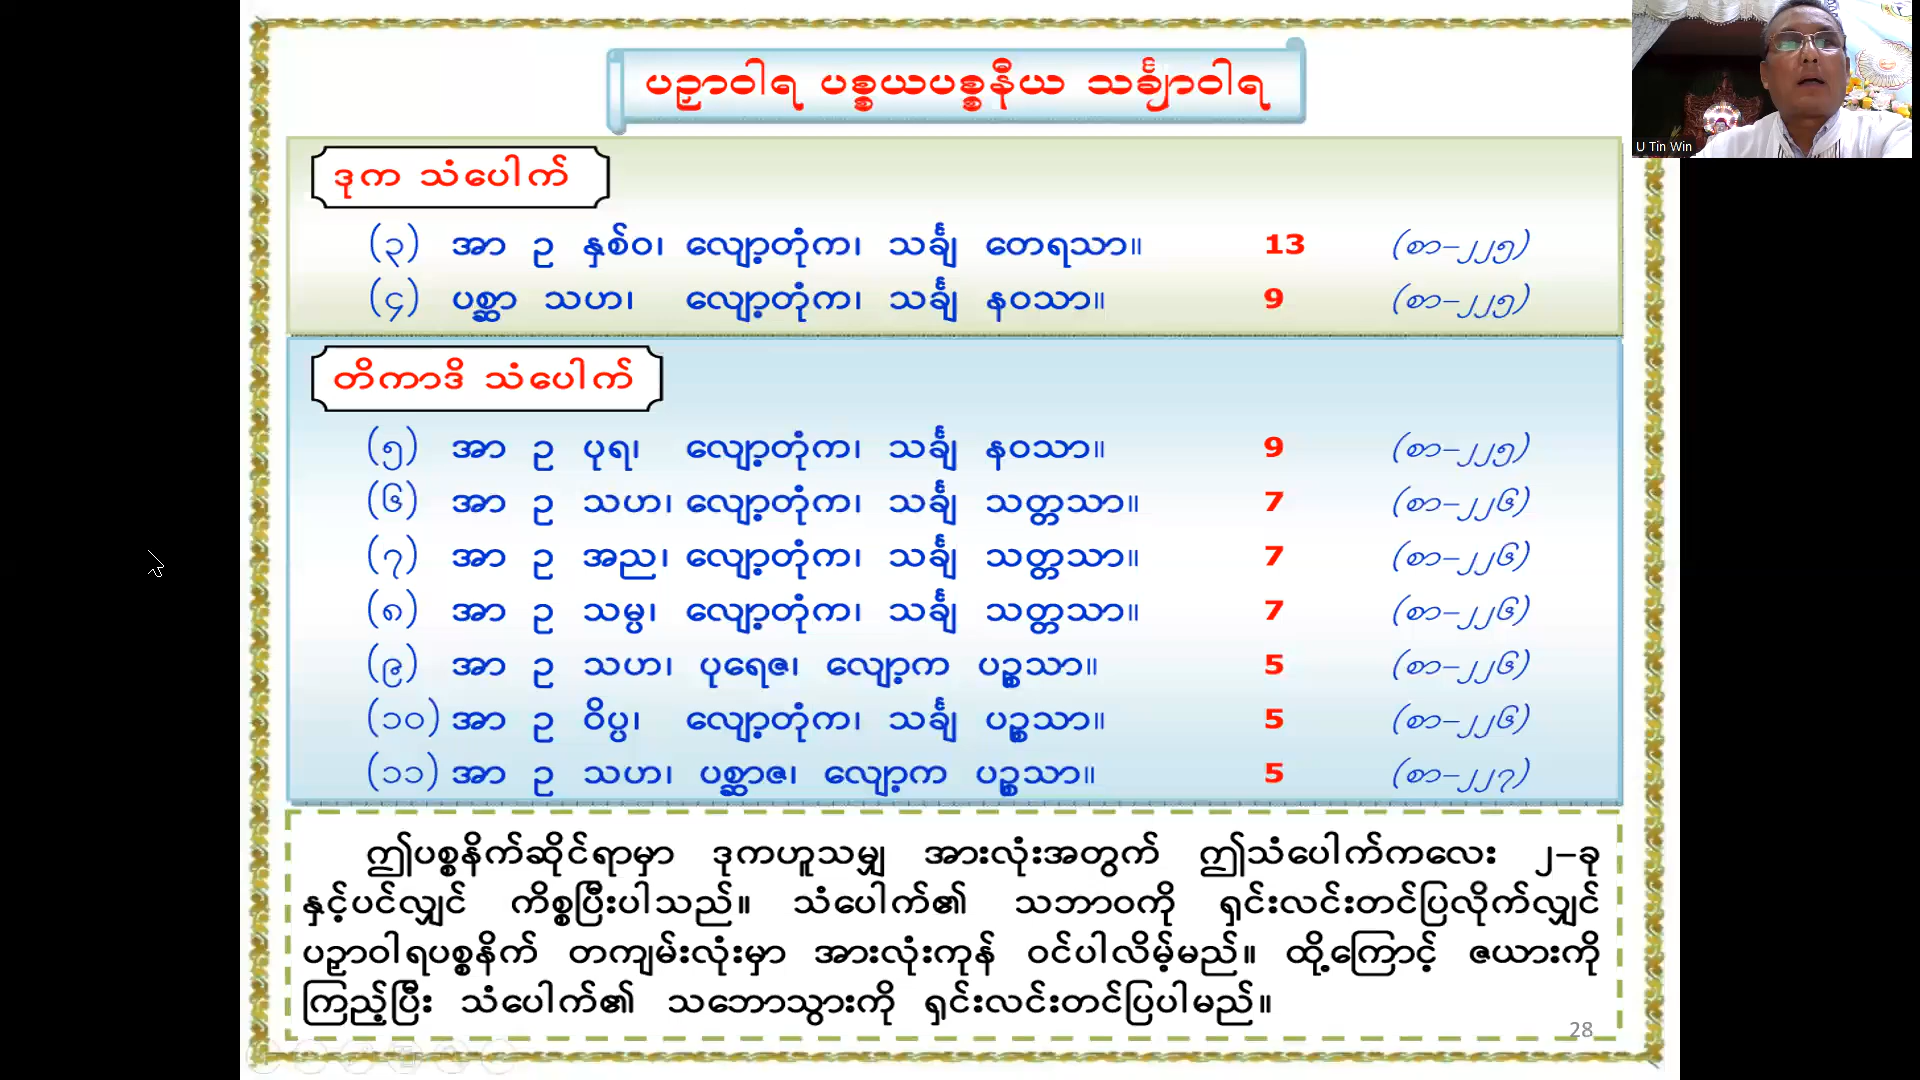 ပဉှာဝါရ ပစ္စယပစ္စနီယ သင်္ချာဝါရ
U Tin Win
ဒုက သံပေါက်
(၃) အာ ဥ နှစ်ဝ၊ လျော့တုံက၊ သင်္ချျ တေရသာ။ 13 (စာ–၂၂၅)
(၄) ပစ္ဆာ သဟ၊ လျော့တုံက၊ သင်္ချျ နဝသာ။ 9 (စာ–၂၂၅)
တိကာဒိ သံပေါက်
(၅) အာ ဥ ပုရ၊ လျော့တုံက၊ သင်္ချျ နဝသာ။ 9 (စာ–၂၂၅)
(၆) အာ ဥ သဟ၊ လျော့တုံက၊ သင်္ချျ သတ္တသာ။ 7 (စာ–၂၂၆)
(၇) အာ ဥ အည၊ လျော့တုံက၊ သင်္ချျ သတ္တသာ။ 7 (စာ–၂၂၆)
(၈) အာ ဥ သမ္ပ၊ လျော့တုံက၊ သင်္ချျ သတ္တသာ။ 7 (စာ–၂၂၆)
(၉) အာ ဥ သဟ၊ ပုရေဇ၊ လျော့က ပဉ္စသာ။ 5 (စာ–၂၂၆)
(၁၀) အာ ဥ ဝိပ္ပ၊ လျော့တုံက၊ သင်္ချျ ပဉ္စသာ။ 5 (စာ–၂၂၆)
(၁၁) အာ ဥ သဟ၊ ပစ္ဆာဇ၊ လျော့က ပဉ္စသာ။ 5 (စာ–၂၂၇)
ဤပစ္စနိက်ဆိုင်ရာမှာ ဒုကဟူသမျှ အားလုံးအတွက် ဤသံပေါက်ကလေး ၂–ခု
နှင့်ပင်လျှင် ကိစ္စပြီးပါသည်။ သံပေါက်၏ သဘာဝကို ရှင်းလင်းတင်ပြလိုက်လျှင်
ပဉှာဝါရပစ္စနိက် တကျမ်းလုံးမှာ အားလုံးကုန် ဝင်ပါလိမ့်မည်။ ထို့ကြောင့် ဇယားကို
ကြည့်ပြီး သံပေါက်၏ သဘောသွားကို ရှင်းလင်းတင်ပြပါမည်။
28